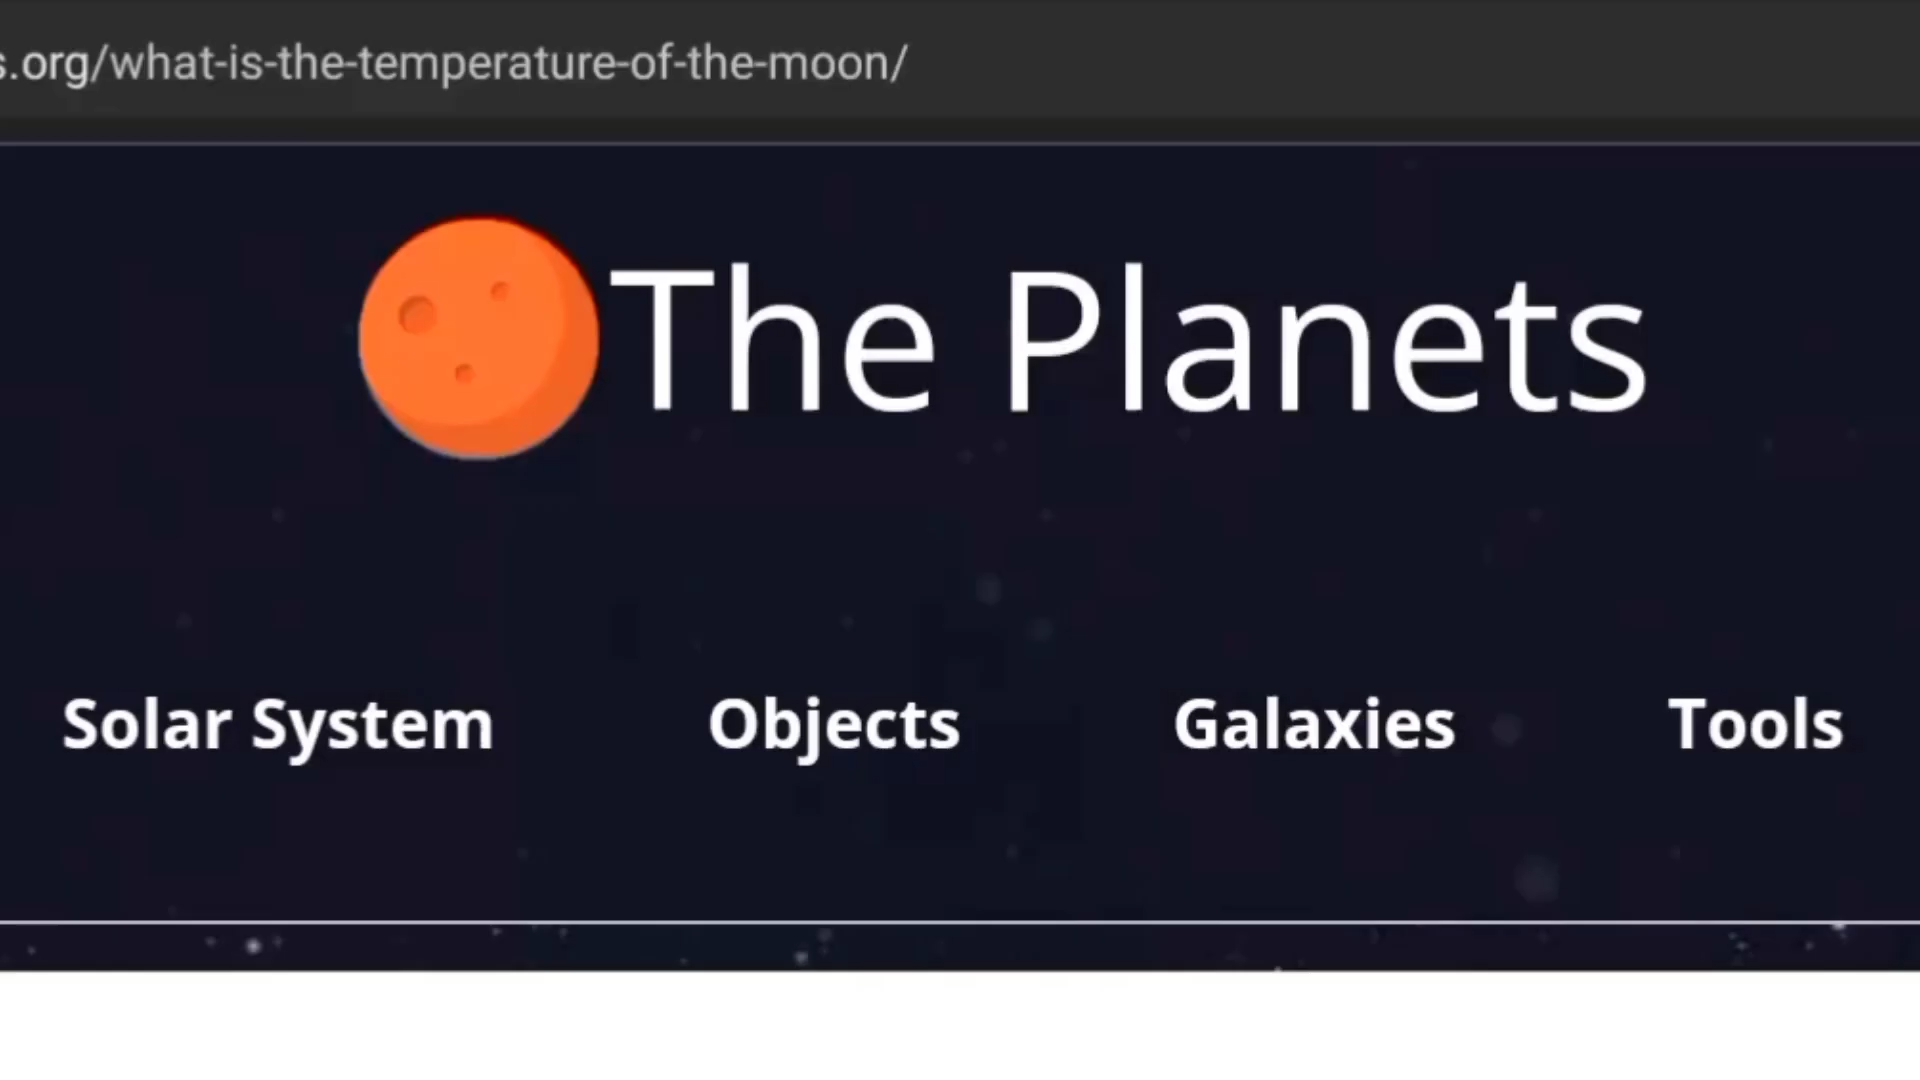 s.org/what-is-the-temperature-of-the-moon/
The Planets
Solar System Objects Galaxies Tools